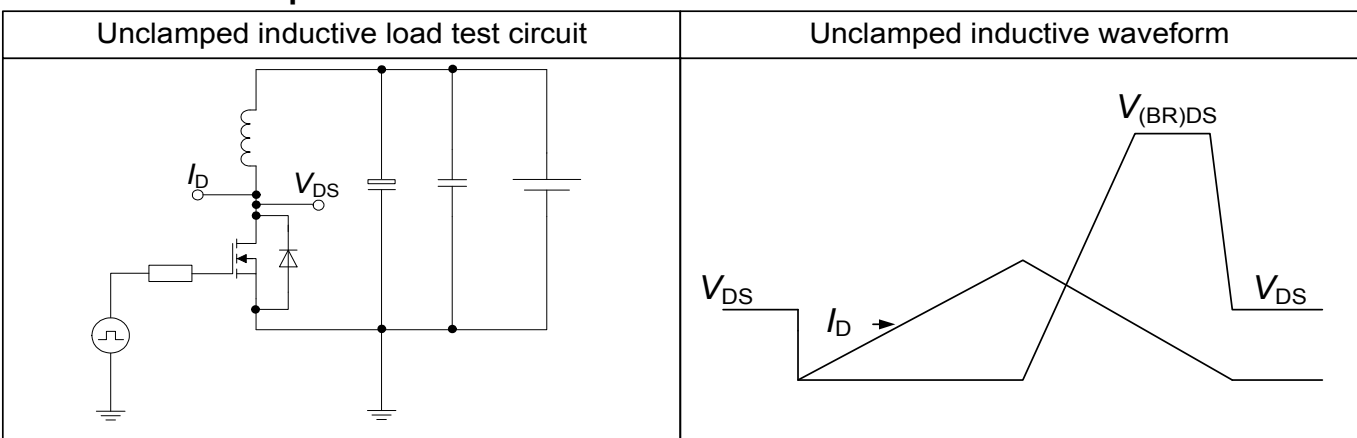 Unclamped inductive load test circuit
Unclamped inductive waveform
V(BR)DS
ID
VDS
VDS
ID
VDS